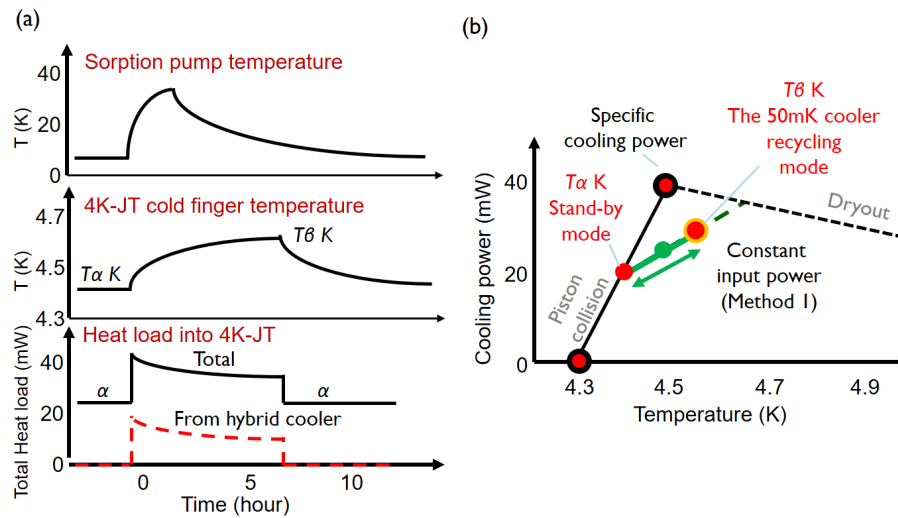 (a)
Sorption pump temperature
T (K)
40
20
0
4K-JT cold finger temperature
T (K)
4.7
4.5
4.3
Tα K
Tβ K
Heat load into 4K-JT
Total Heat load (mW)
40
20
0
Total
α
α
From hybrid cooler
0
5
10
Time (hour)
(b)
Tβ K
The 50mK cooler
recycling
mode
Specific
cooling power
Tα K
Stand-by
mode
Dryout
Constant
input power
(Method 1)
Piston
collision
Cooling power (mW)
40
20
0
4.3
4.5
4.7
4.9
Temperature (K)